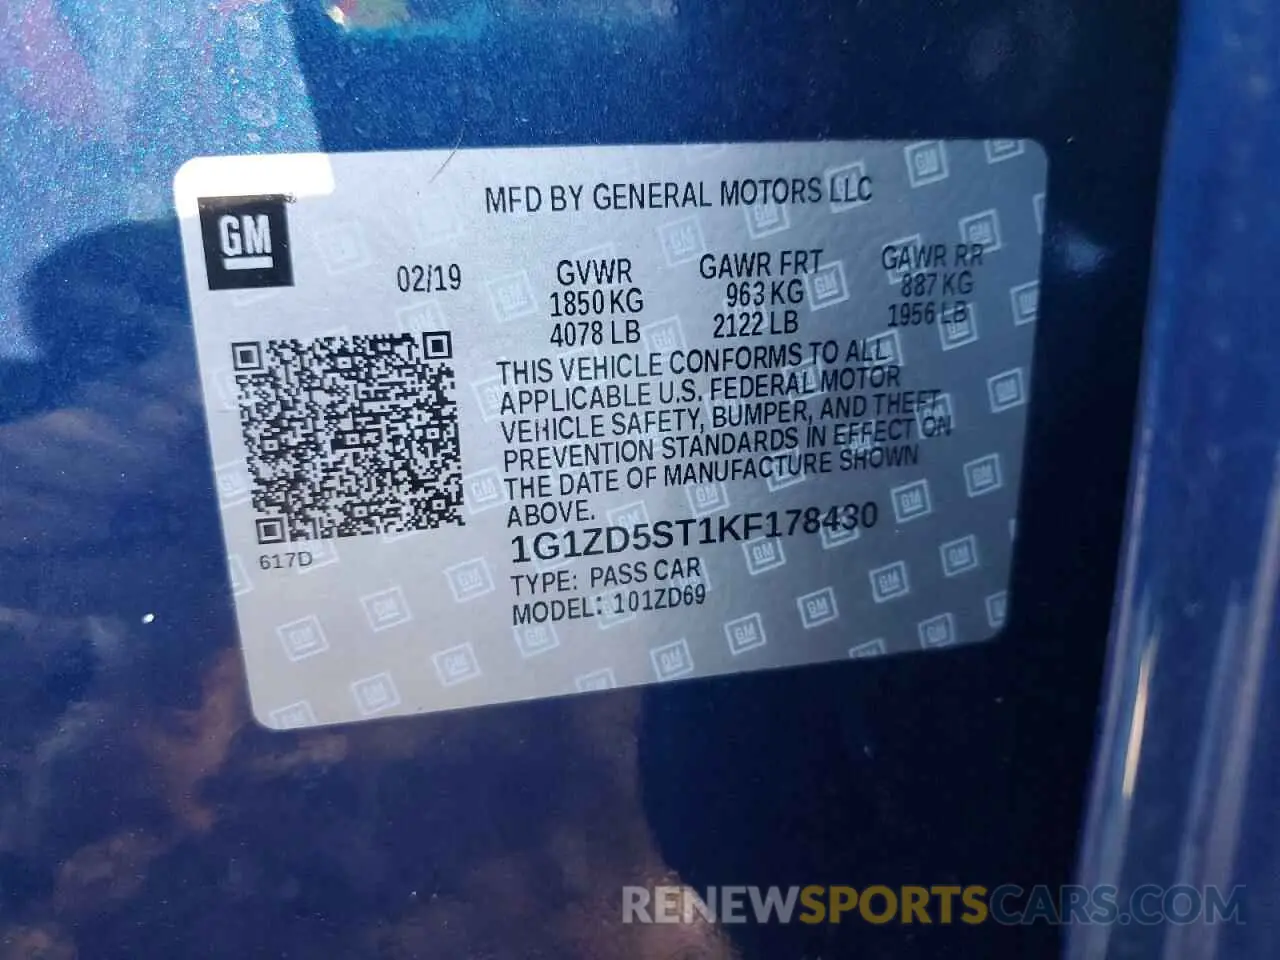 GM
MFD BY GENERAL MOTORS LLC
02/19
GVWR
1850 KG
4078 LB
GAWR FRT
963 KG
2122 LB
GAWR RR
887 KG
1956 LB
THIS VEHICLE CONFORMS TO ALL
APPLICABLE U.S. FEDERAL MOTOR
VEHICLE SAFETY, BUMPER, AND THEFT
PREVENTION STANDARDS IN EFFECT ON
THE DATE OF MANUFACTURE SHOWN
ABOVE.
617D
1G1ZD5ST1KF178430
TYPE: PASS CAR
MODEL: 101ZD69
RENEWSPORTSCARS.COM